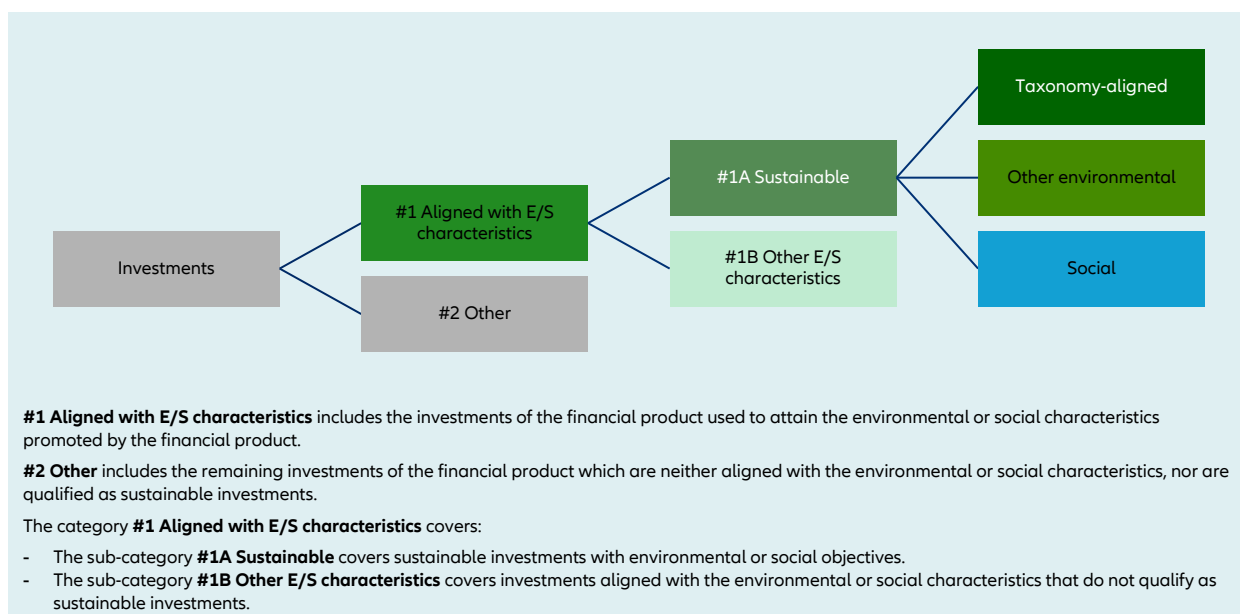 Taxonomy-aligned
#1A Sustainable
Other environmental
#1 Aligned with E/S
characteristics
#1B Other E/S
characteristics
Investments
Social
#2 Other
#1 Aligned with E/S characteristics includes the investments of the financial product used to attain the environmental or social characteristics
promoted by the financial product.
#2 Other includes the remaining investments of the financial product which are neither aligned with the environmental or social characteristics, nor are
qualified as sustainable investments.
The category #1 Aligned with E/S characteristics covers:
- The sub-category #1A Sustainable covers sustainable investments with environmental or social objectives.
- The sub-category #1B Other E/S characteristics covers investments aligned with the environmental or social characteristics that do not qualify as
sustainable investments.